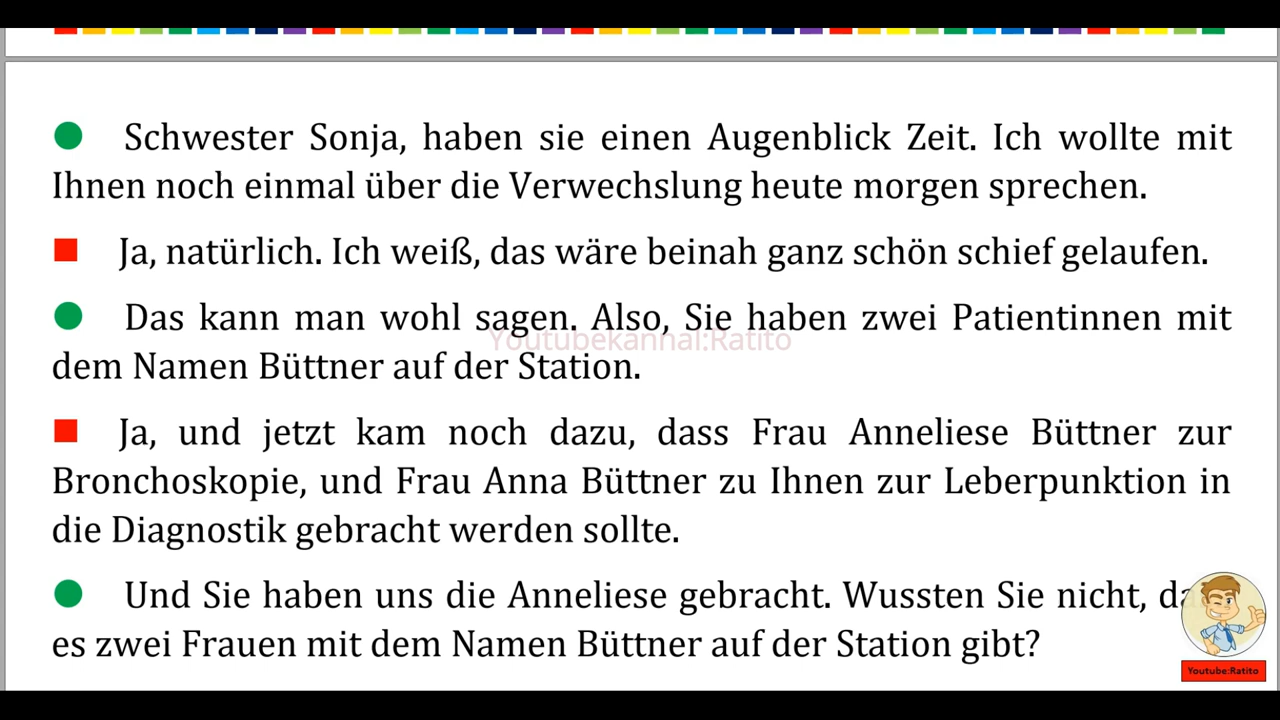 Schwester Sonja, haben sie einen Augenblick Zeit. Ich wollte mit
Ihnen noch einmal über die Verwechslung heute morgen sprechen.
Ja, natürlich. Ich weiß, das wäre beinah ganz schön schief gelaufen.
Das kann man wohl sagen. Also, Sie haben zwei Patientinnen mit
Youtubekannal:Ratito
dem Namen Büttner auf der Station.
Ja, und jetzt kam noch dazu, dass Frau Anneliese Büttner zur
Bronchoskopie, und Frau Anna Büttner zu Ihnen zur Leberpunktion in
die Diagnostik gebracht werden sollte.
Und Sie haben uns die Anneliese gebracht. Wussten Sie nicht,
es zwei Frauen mit dem Namen Büttner auf der Station gibt?
Youtube:Ratito